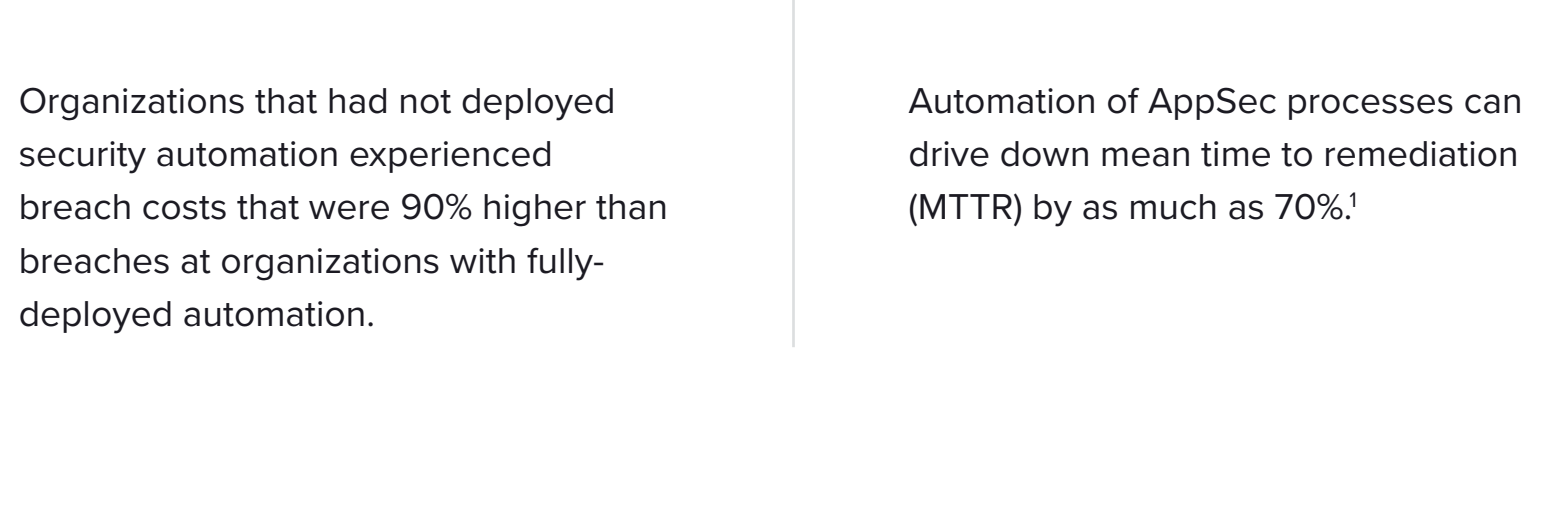 Organizations that had not deployed
security automation experienced
breach costs that were 90% higher than
breaches at organizations with fully-
deployed automation.
Automation of AppSec processes can
drive down mean time to remediation
(MTTR) by as much as 70%.¹